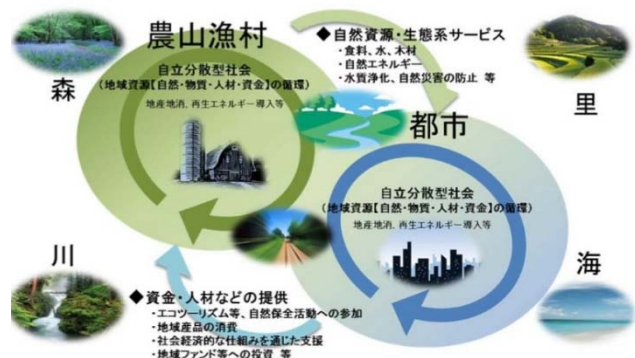 農山漁村
◆自然資源・生態系サービス
・食料、水、木材
・自然エネルギー
・水質浄化、自然災害の防止 等
森
自立分散型社会
（地域資源【自然・物質・人材・資金】の循環）
地産地消、再生エネルギー導入等
里
都市
自立分散型社会
（地域資源【自然・物質・人材・資金】の循環）
地産地消、再生エネルギー導入等
川
海
◆資金・人材などの提供
・エコツーリズム等、自然保全活動への参加
・地域産品の消費
・社会経済的な仕組みを通じた支援
・地域ファンド等への投資 等